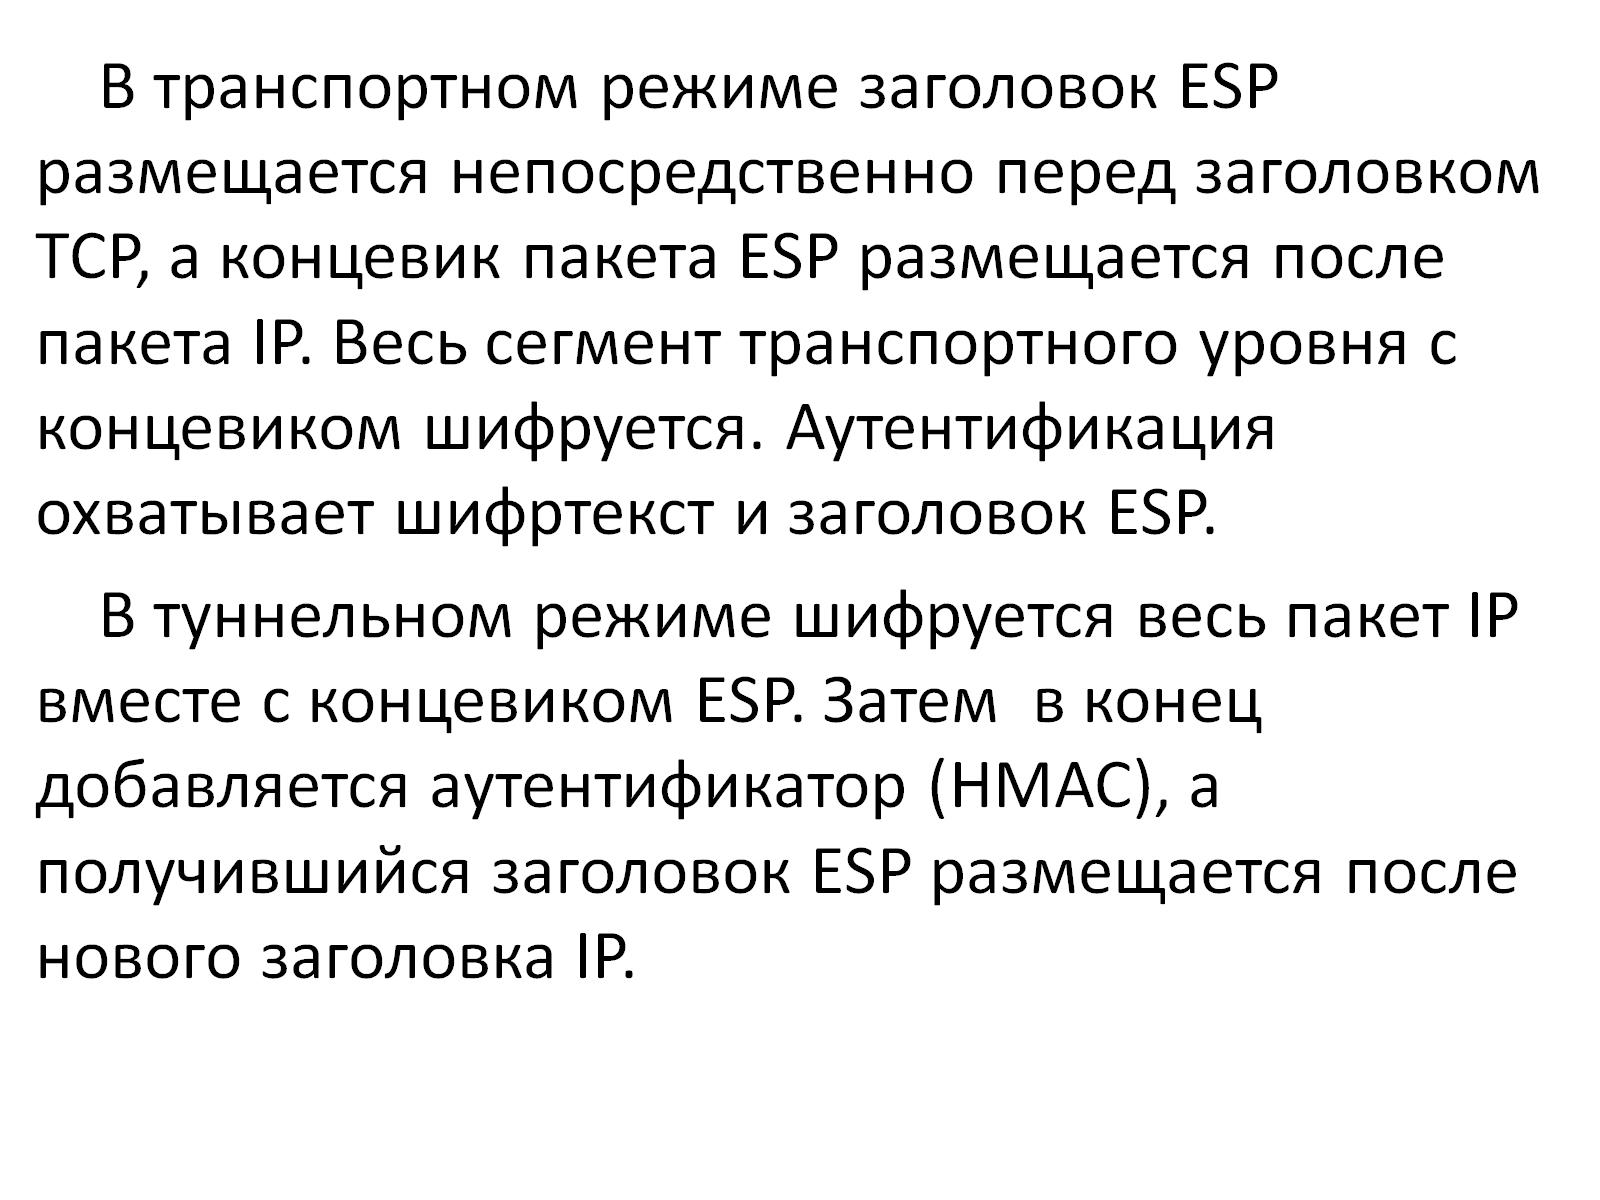 В транспортном режиме заголовок ESP
размещается непосредственно перед заголовком
TCP, а концевик пакета ESP размещается после
пакета IP. Весь сегмент транспортного уровня с
концевиком шифруется. Аутентификация
охватывает шифртекст и заголовок ESP.
В туннельном режиме шифруется весь пакет IP
вместе с концевиком ESP. Затем  в конец
добавляется аутентификатор (HMAC), а
получившийся заголовок ESP размещается после
нового заголовка IP.